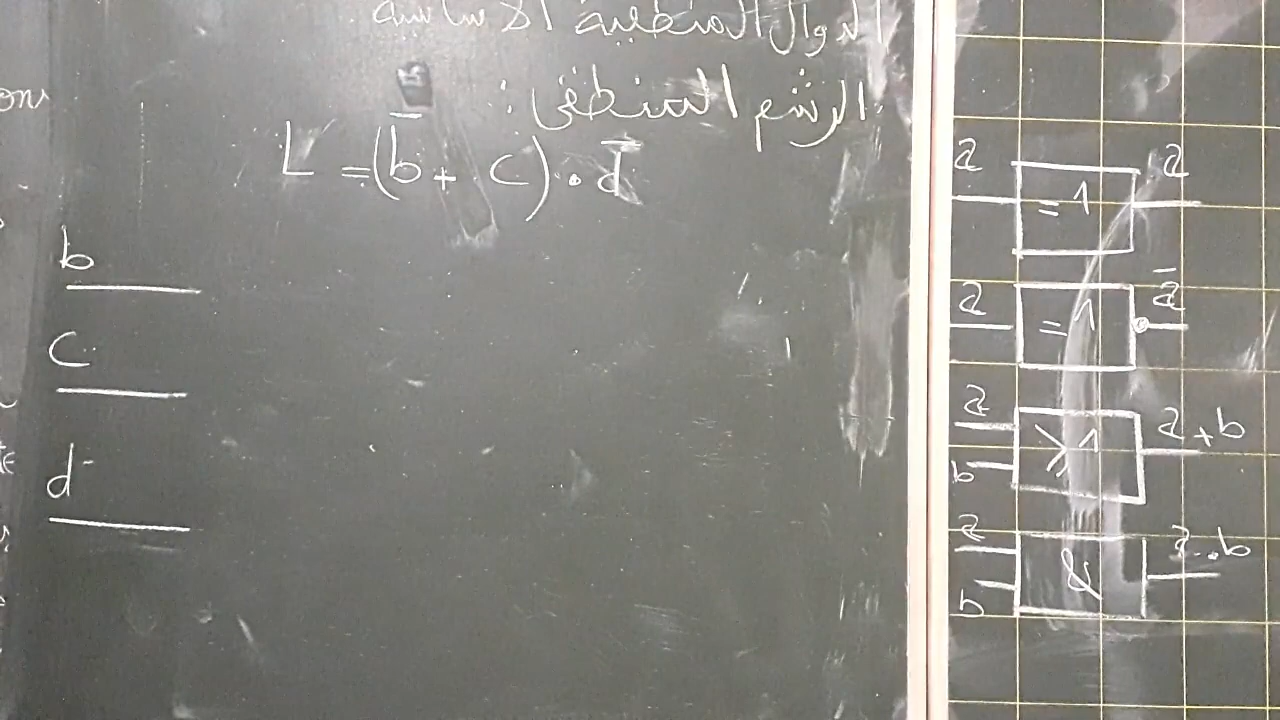 الدوال المنطقية الأساسية
الرسم المنطقي :
L = (b̅ + c) . d̅
b
c
d
a =1 a
a =1 a̅
a b ≥1 a+b
a b & a.b